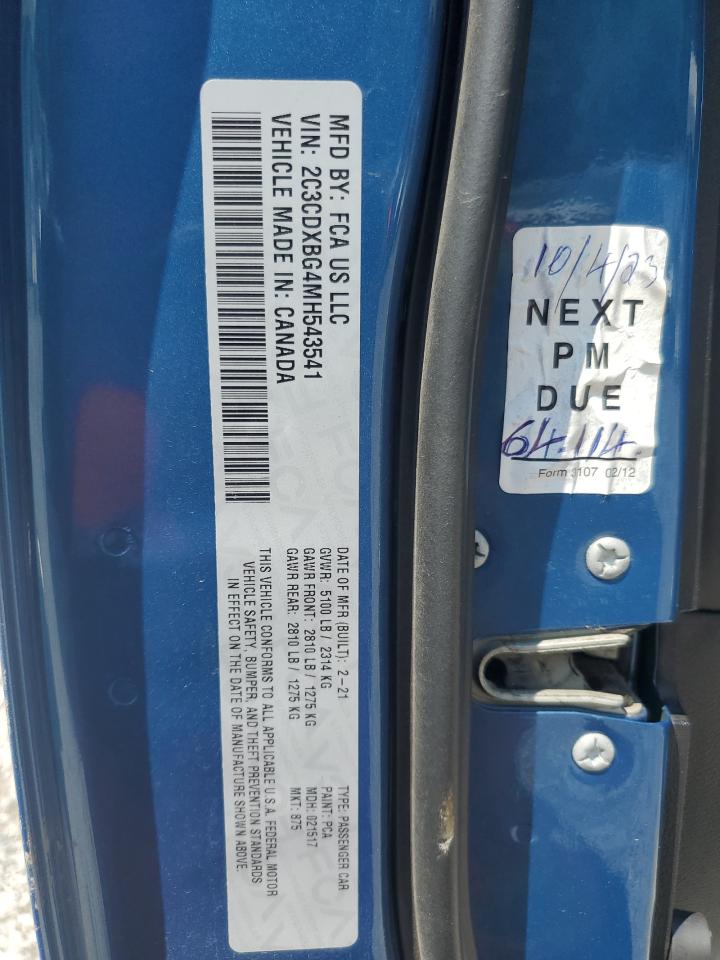 MFD BY: FCA US LLC
VIN: 2C3CDXBG4MH543541
VEHICLE MADE IN: CANADA
DATE OF MFR (BUILT): 2-21
GVWR: 5100 LB / 2314 KG
GAWR FRONT: 2810 LB / 1275 KG
GAWR REAR: 2810 LB / 1275 KG
THIS VEHICLE CONFORMS TO ALL APPLICABLE U.S.A. FEDERAL MOTOR
VEHICLE SAFETY, BUMPER, AND THEFT PREVENTION STANDARDS
IN EFFECT ON THE DATE OF MANUFACTURE SHOWN ABOVE.
TYPE: PASSENGER CAR
PAINT: PCA
MDH: 021517
MKT: 875
10/4/23
NEXT
PM
DUE
64.114.
Form 3107 02/12